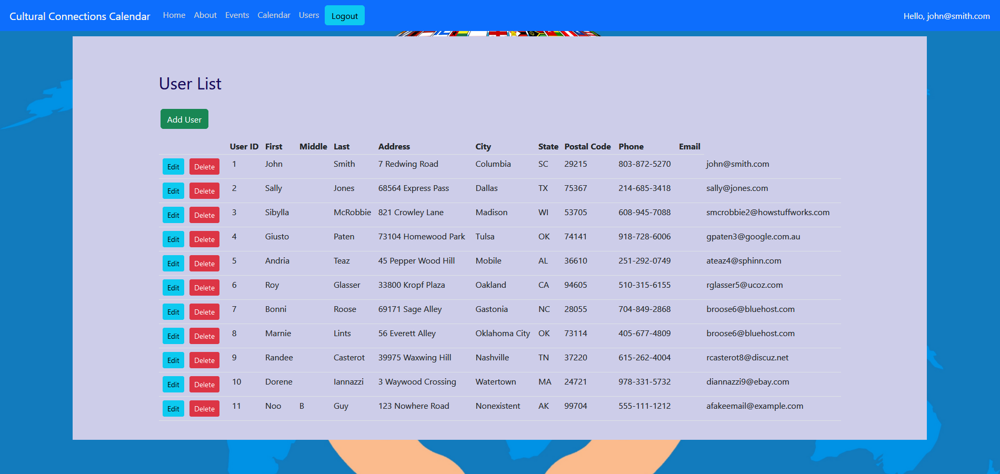 Cultural Connections Calendar Home About Events Calendar Users Logout Hello, john@smith.com
User List
Add User
User ID First Middle Last Address City State Postal Code Phone Email
Edit Delete 1 John Smith 7 Redwing Road Columbia SC 29215 803-872-5270 john@smith.com
Edit Delete 2 Sally Jones 68564 Express Pass Dallas TX 75367 214-685-3418 sally@jones.com
Edit Delete 3 Sibylla McRobbie 821 Crowley Lane Madison WI 53705 608-945-7088 smcrobbie2@howstuffworks.com
Edit Delete 4 Giusto Paten 73104 Homewood Park Tulsa OK 74141 918-728-6006 gpaten3@google.com.au
Edit Delete 5 Andria Teaz 45 Pepper Wood Hill Mobile AL 36610 251-292-0749 ateaz4@sphinn.com
Edit Delete 6 Roy Glasser 33800 Kropf Plaza Oakland CA 94605 510-315-6155 rglasser5@ucoz.com
Edit Delete 7 Bonni Roose 69171 Sage Alley Gastonia NC 28055 704-849-2868 broose6@bluehost.com
Edit Delete 8 Marnie Lints 56 Everett Alley Oklahoma City OK 73114 405-677-4809 broose6@bluehost.com
Edit Delete 9 Randee Casterot 39975 Waxwing Hill Nashville TN 37220 615-262-4004 rcasterot8@discuz.net
Edit Delete 10 Dorene Iannazzi 3 Waywood Crossing Watertown MA 24721 978-331-5732 diannazzi9@ebay.com
Edit Delete 11 Noo B Guy 123 Nowhere Road Nonexistent AK 99704 555-111-1212 afakeemail@example.com